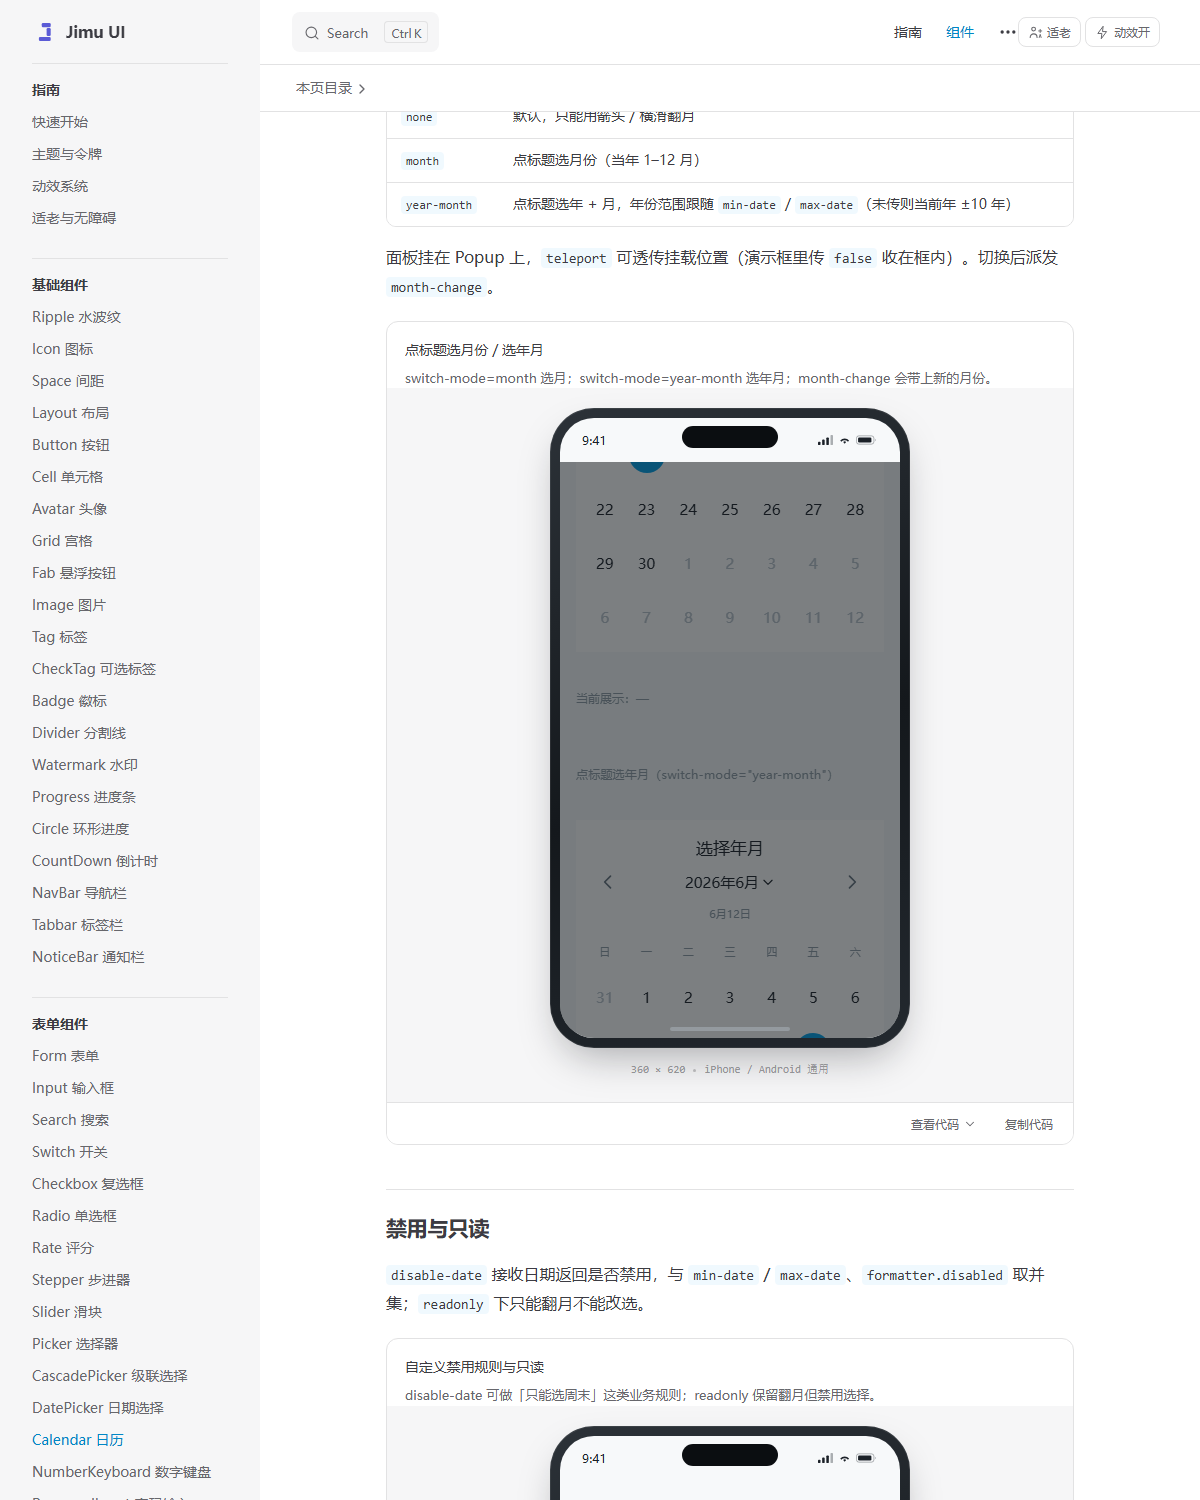 Jimu UI
Search
Ctrl K
指南
组件
适老
动效开
本页目录
指南
快速开始
主题与令牌
动效系统
适老与无障碍
基础组件
Ripple 水波纹
Icon 图标
Space 间距
Layout 布局
Button 按钮
Cell 单元格
Avatar 头像
Grid 宫格
Fab 悬浮按钮
Image 图片
Tag 标签
CheckTag 可选标签
Badge 徽标
Divider 分割线
Watermark 水印
Progress 进度条
Circle 环形进度
CountDown 倒计时
NavBar 导航栏
Tabbar 标签栏
NoticeBar 通知栏
表单组件
Form 表单
Input 输入框
Search 搜索
Switch 开关
Checkbox 复选框
Radio 单选框
Rate 评分
Stepper 步进器
Slider 滑块
Picker 选择器
CascadePicker 级联选择
DatePicker 日期选择
Calendar 日历
NumberKeyboard 数字键盘
none 默认，只能用箭头 / 横滑翻月
month 点标题选月份（当年 1–12 月）
year-month 点标题选年 + 月，年份范围跟随 min-date / max-date（未传则当前年 ±10 年）
面板挂在 Popup 上，teleport 可透传挂载位置（演示框里传 false 收在框内）。切换后派发
month-change。
点标题选月份 / 选年月
switch-mode=month 选月；switch-mode=year-month 选年月；month-change 会带上新的月份。
9:41
22 23 24 25 26 27 28
29 30 1 2 3 4 5
6 7 8 9 10 11 12
当前展示：—
点标题选年月（switch-mode="year-month"）
选择年月
2026年6月
6月12日
日 一 二 三 四 五 六
31 1 2 3 4 5 6
360 × 620 · iPhone / Android 通用
查看代码
复制代码
禁用与只读
disable-date 接收日期返回是否禁用，与 min-date / max-date、formatter.disabled 取并
集；readonly 下只能翻月不能改选。
自定义禁用规则与只读
disable-date 可做「只能选周末」这类业务规则；readonly 保留翻月但禁用选择。
9:41